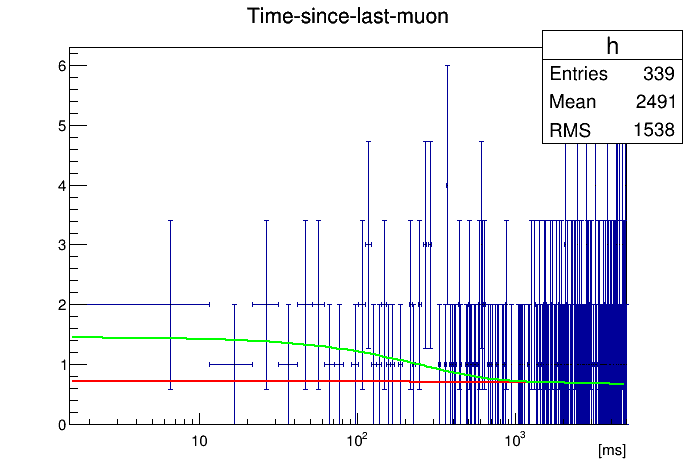 Time-since-last-muon
h
Entries 339
Mean 2491
RMS 1538
6
5
4
3
2
1
0
10 10² 10³
[ms]